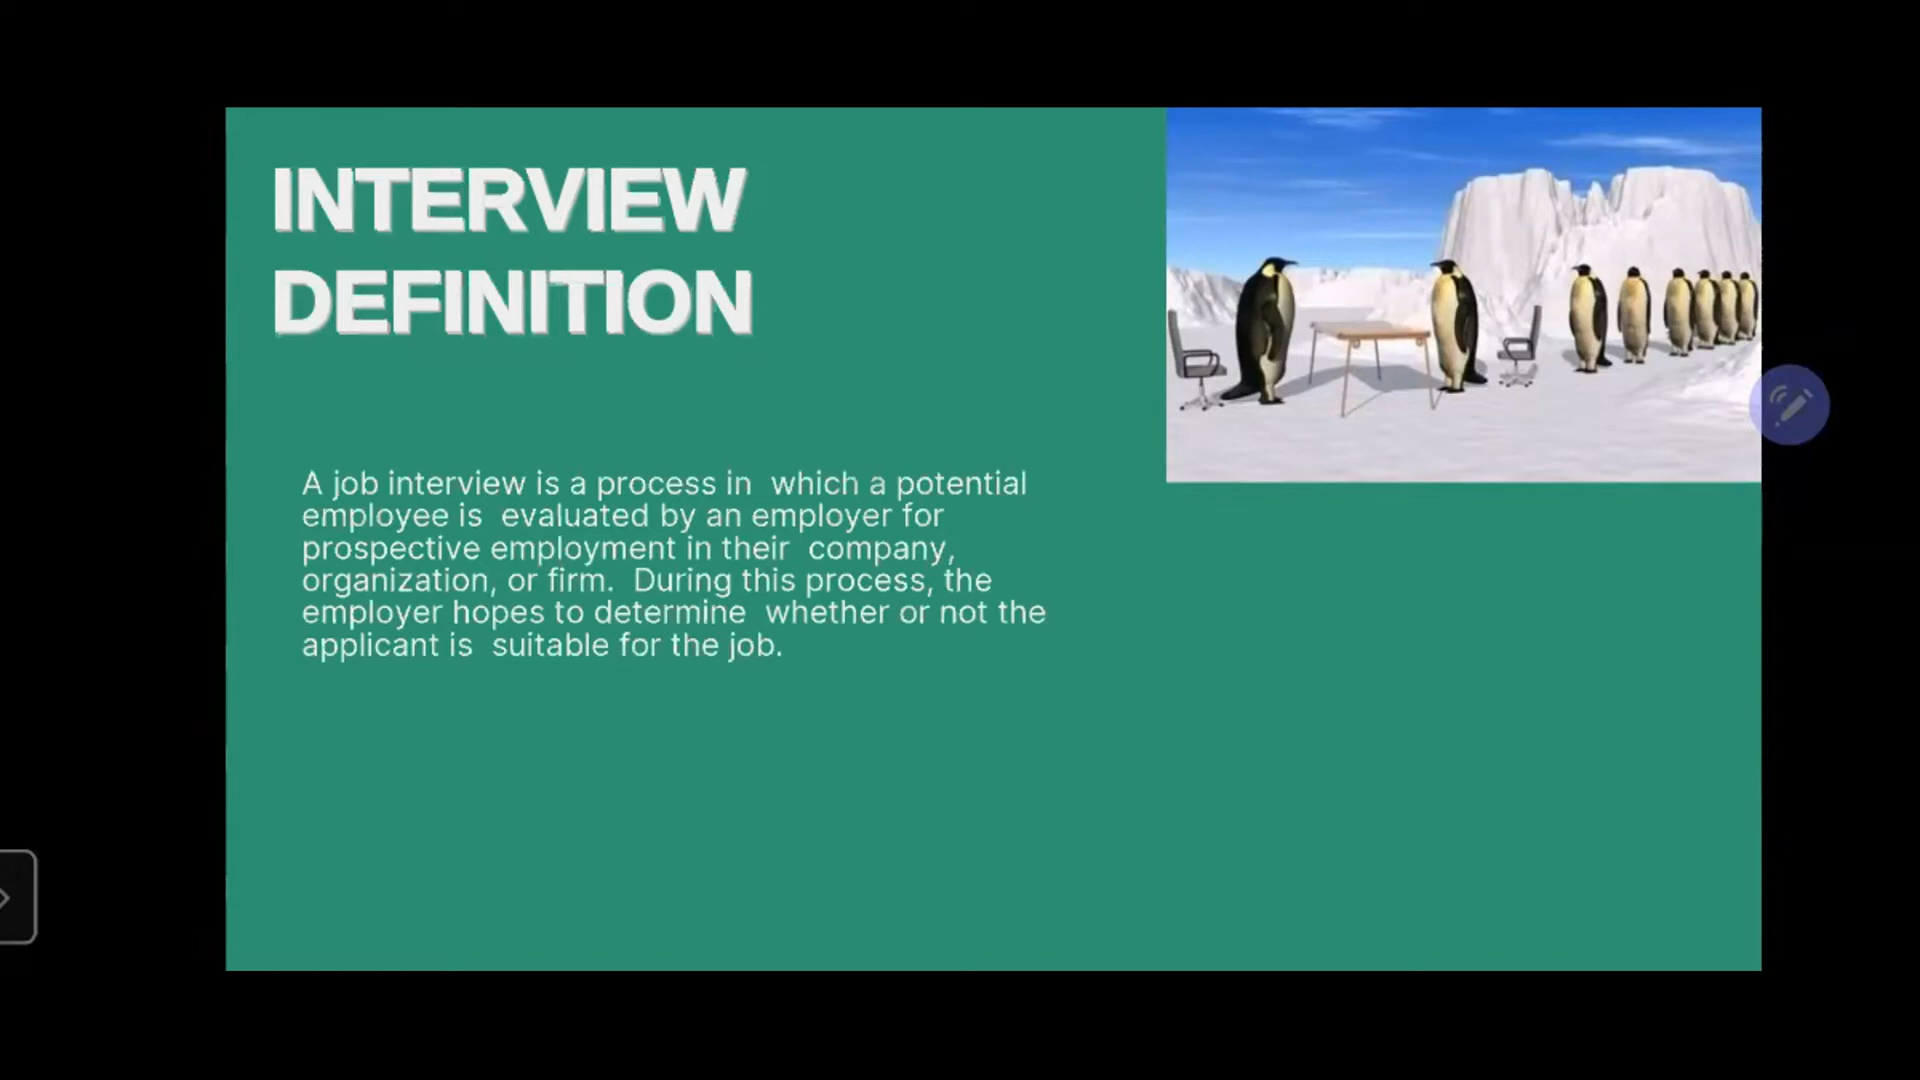 INTERVIEW
DEFINITION
A job interview is a process in which a potential
employee is evaluated by an employer for
prospective employment in their company,
organization, or firm. During this process, the
employer hopes to determine whether or not the
applicant is suitable for the job.